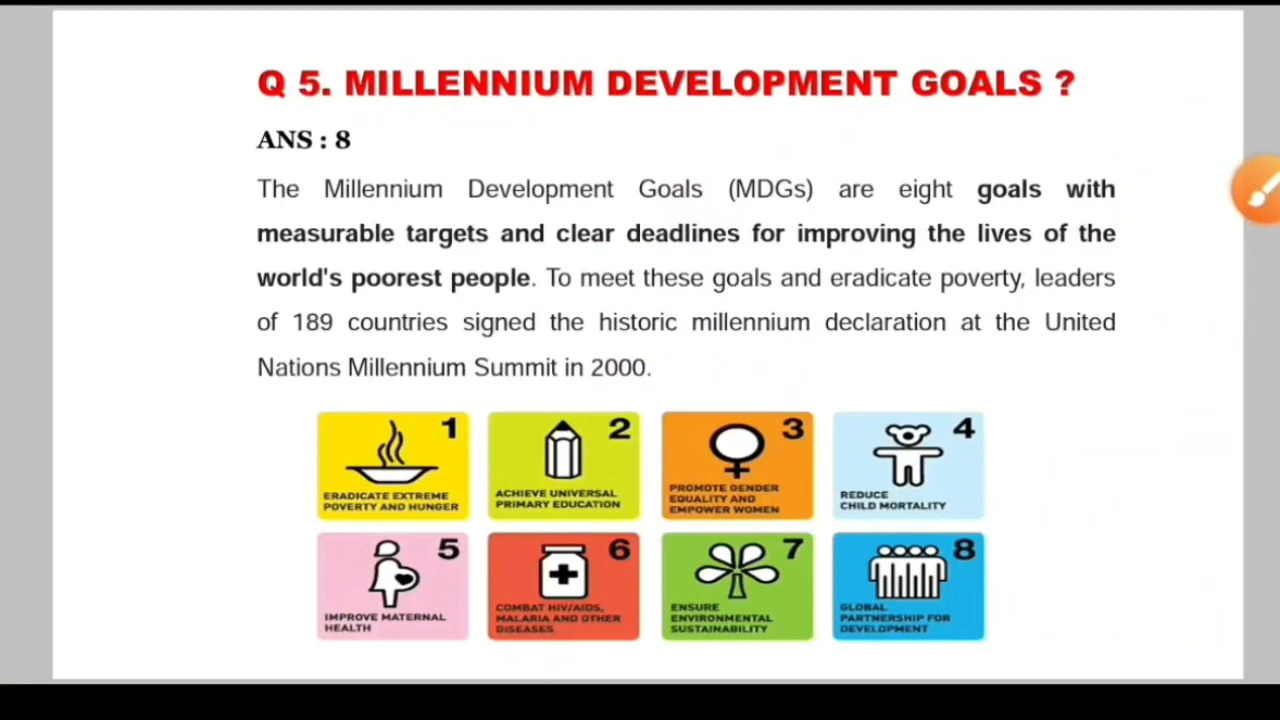 Q 5. MILLENNIUM DEVELOPMENT GOALS ?
ANS : 8
The Millennium Development Goals (MDGs) are eight goals with
measurable targets and clear deadlines for improving the lives of the
world's poorest people. To meet these goals and eradicate poverty, leaders
of 189 countries signed the historic millennium declaration at the United
Nations Millennium Summit in 2000.
1
ERADICATE EXTREME
POVERTY AND HUNGER
2
ACHIEVE UNIVERSAL
PRIMARY EDUCATION
3
PROMOTE GENDER
EQUALITY AND
EMPOWER WOMEN
4
REDUCE
CHILD MORTALITY
5
IMPROVE MATERNAL
HEALTH
6
COMBAT HIV/AIDS,
MALARIA AND OTHER
DISEASES
7
ENSURE
ENVIRONMENTAL
SUSTAINABILITY
8
GLOBAL
PARTNERSHIP FOR
DEVELOPMENT